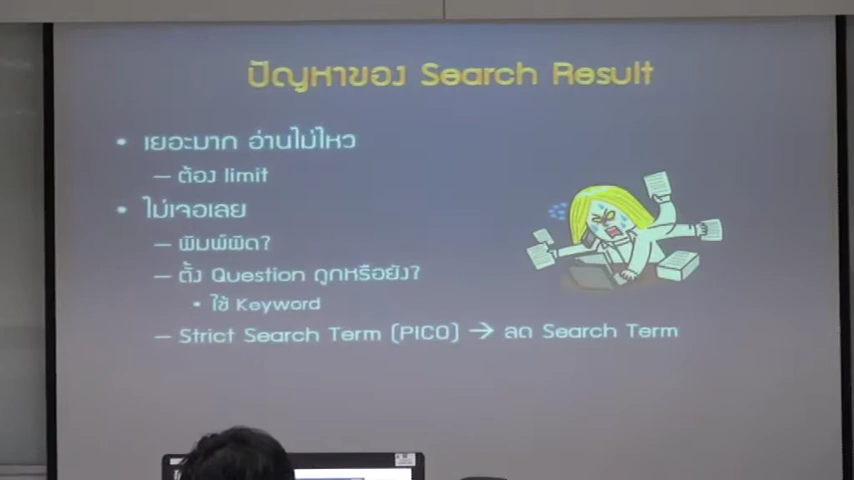 ปัญหาของ Search Result
• เยอะมาก อ่านไม่ไหว
– ต้อง limit
• ไม่เจอเลย
– พิมพ์ผิด?
– ตั้ง Question ถูกหรือยัง?
• ใช้ Keyword
– Strict Search Term (PICO) → ลด Search Term